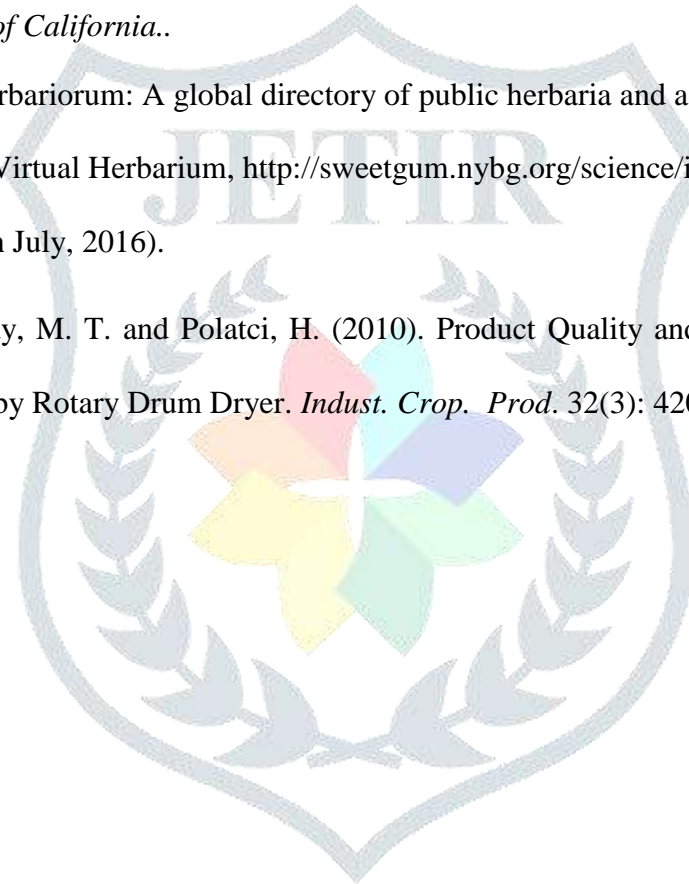 of California..
rbariorum: A global directory of public herbaria and a
Virtual Herbarium, http://sweetgum.nybg.org/science/i
July, 2016).
y, M. T. and Polatci, H. (2010). Product Quality and
by Rotary Drum Dryer. Indust. Crop. Prod. 32(3): 420
JETIR